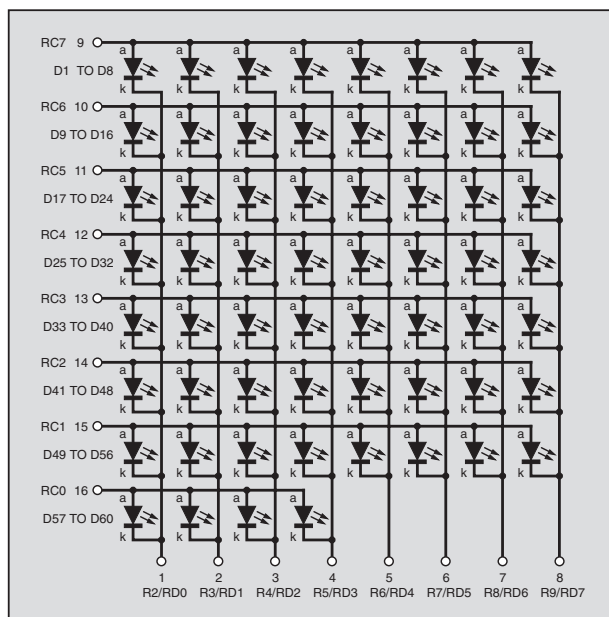 RC7 9 a a a a a a a a
D1 TO D8
k k k k k k k k
RC6 10 a a a a a a a a
D9 TO D16
k k k k k k k k
RC5 11 a a a a a a a a
D17 TO D24
k k k k k k k k
RC4 12 a a a a a a a a
D25 TO D32
k k k k k k k k
RC3 13 a a a a a a a a
D33 TO D40
k k k k k k k k
RC2 14 a a a a a a a a
D41 TO D48
k k k k k k k k
RC1 15 a a a a a a a a
D49 TO D56
k k k k k k k k
RC0 16 a a a a
D57 TO D60
k k k k
1 2 3 4 5 6 7 8
R2/RD0 R3/RD1 R4/RD2 R5/RD3 R6/RD4 R7/RD5 R8/RD6 R9/RD7